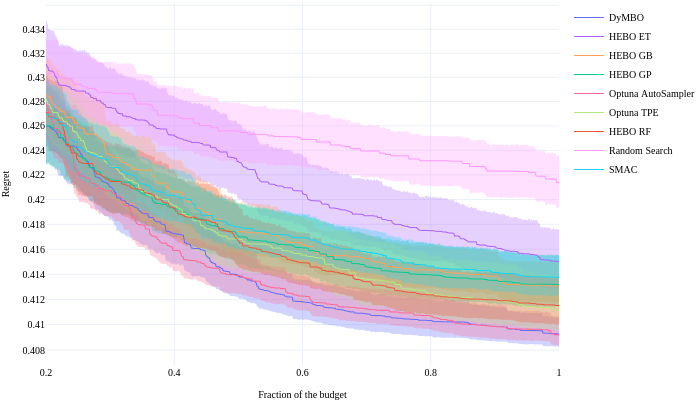 0.434
0.432
0.43
0.428
0.426
0.424
0.422
0.42
0.418
0.416
0.414
0.412
0.41
0.408
Regret
0.2
0.4
0.6
0.8
1
Fraction of the budget
DyMBO
HEBO ET
HEBO GB
HEBO GP
Optuna AutoSampler
Optuna TPE
HEBO RF
Random Search
SMAC